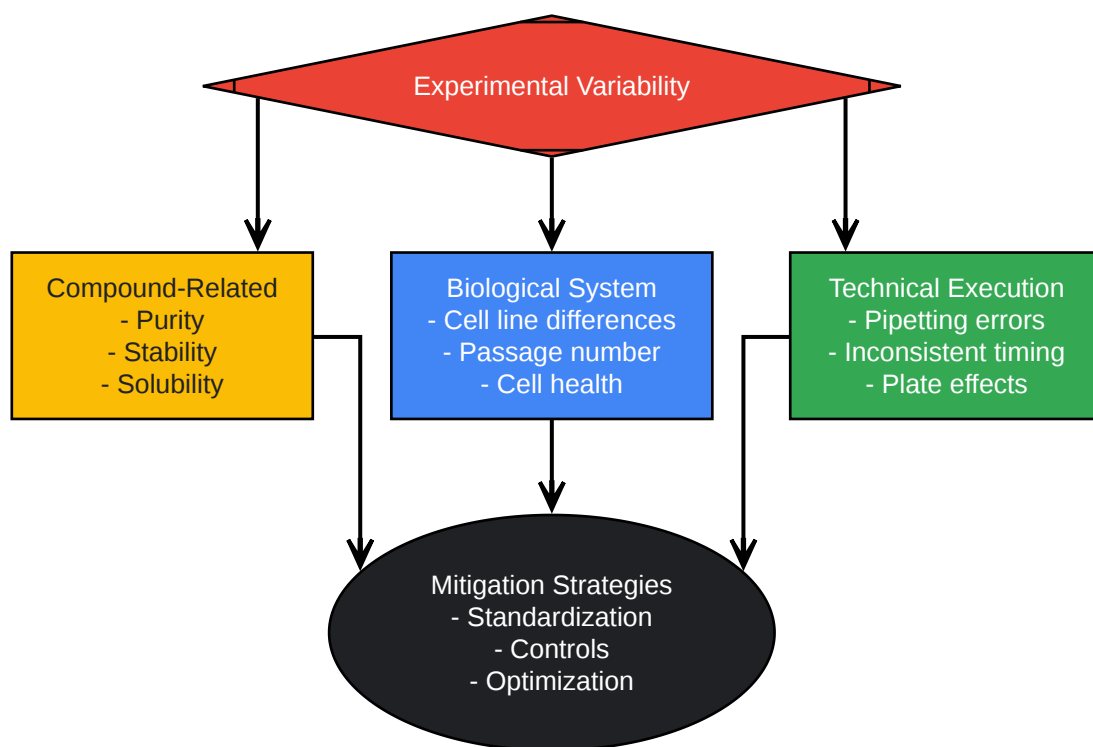 Experimental Variability
Compound-Related
- Purity
- Stability
- Solubility
Biological System
- Cell line differences
- Passage number
- Cell health
Technical Execution
- Pipetting errors
- Inconsistent timing
- Plate effects
Mitigation Strategies
- Standardization
- Controls
- Optimization